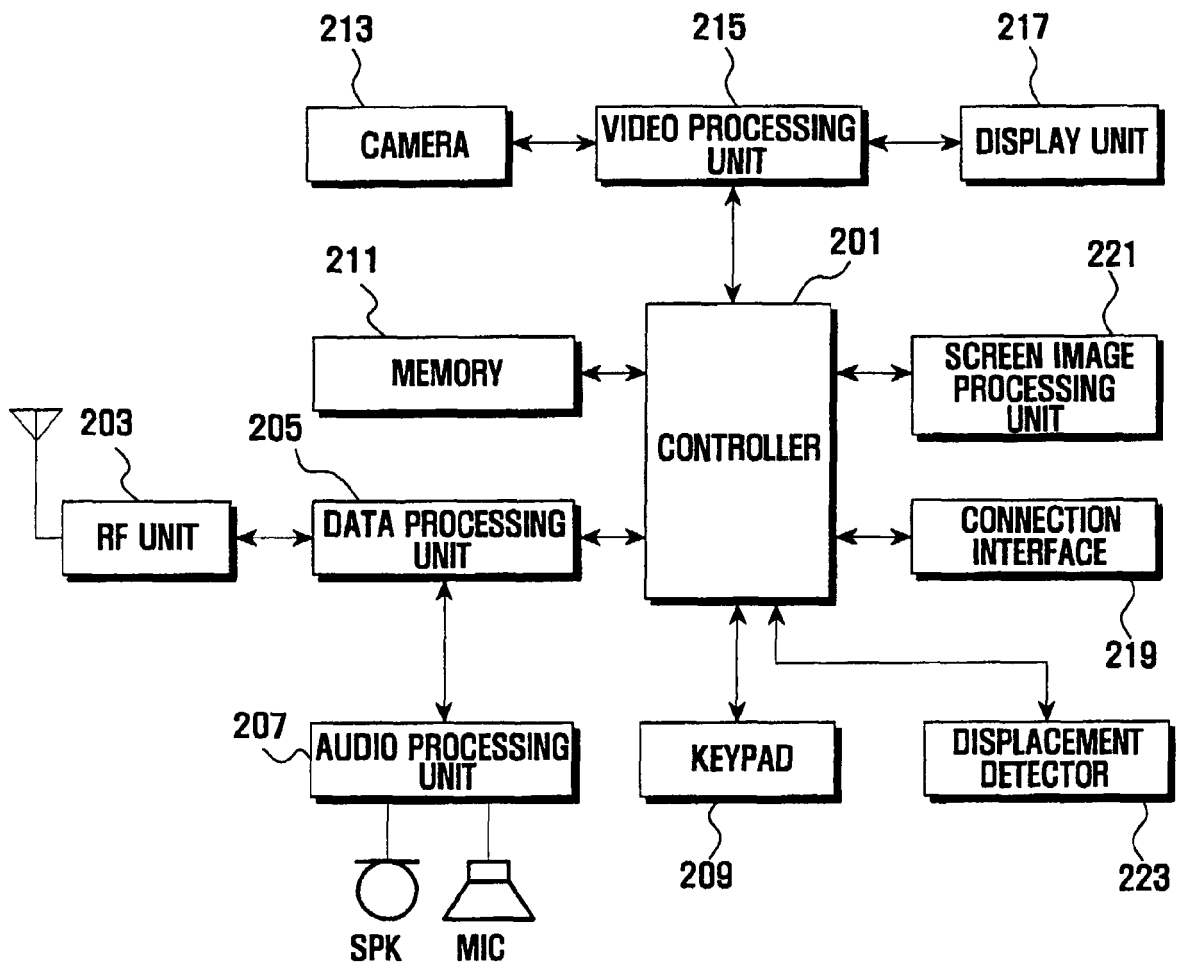 213
215
217
CAMERA
VIDEO PROCESSING
UNIT
DISPLAY UNIT
211
201
221
MEMORY
CONTROLLER
SCREEN IMAGE
PROCESSING
UNIT
203
205
RF UNIT
DATA PROCESSING
UNIT
CONNECTION
INTERFACE
219
207
AUDIO PROCESSING
UNIT
KEYPAD
DISPLACEMENT
DETECTOR
209
223
SPK
MIC